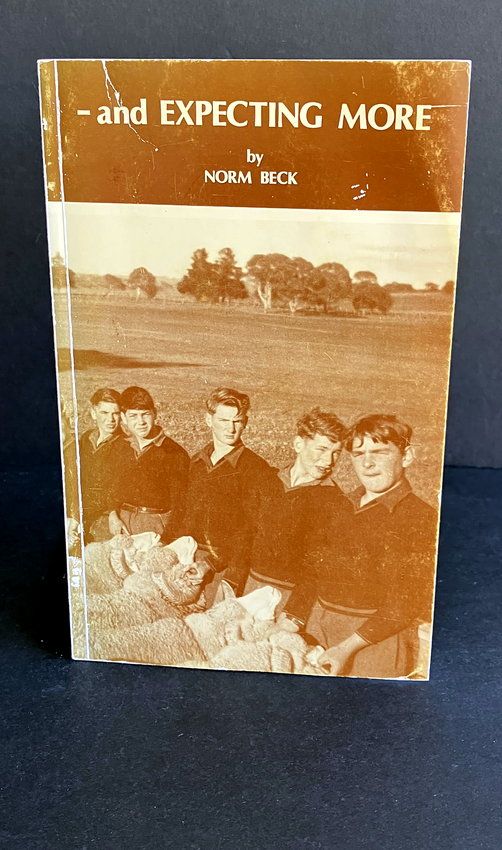 – and EXPECTING MORE
by
NORM BECK